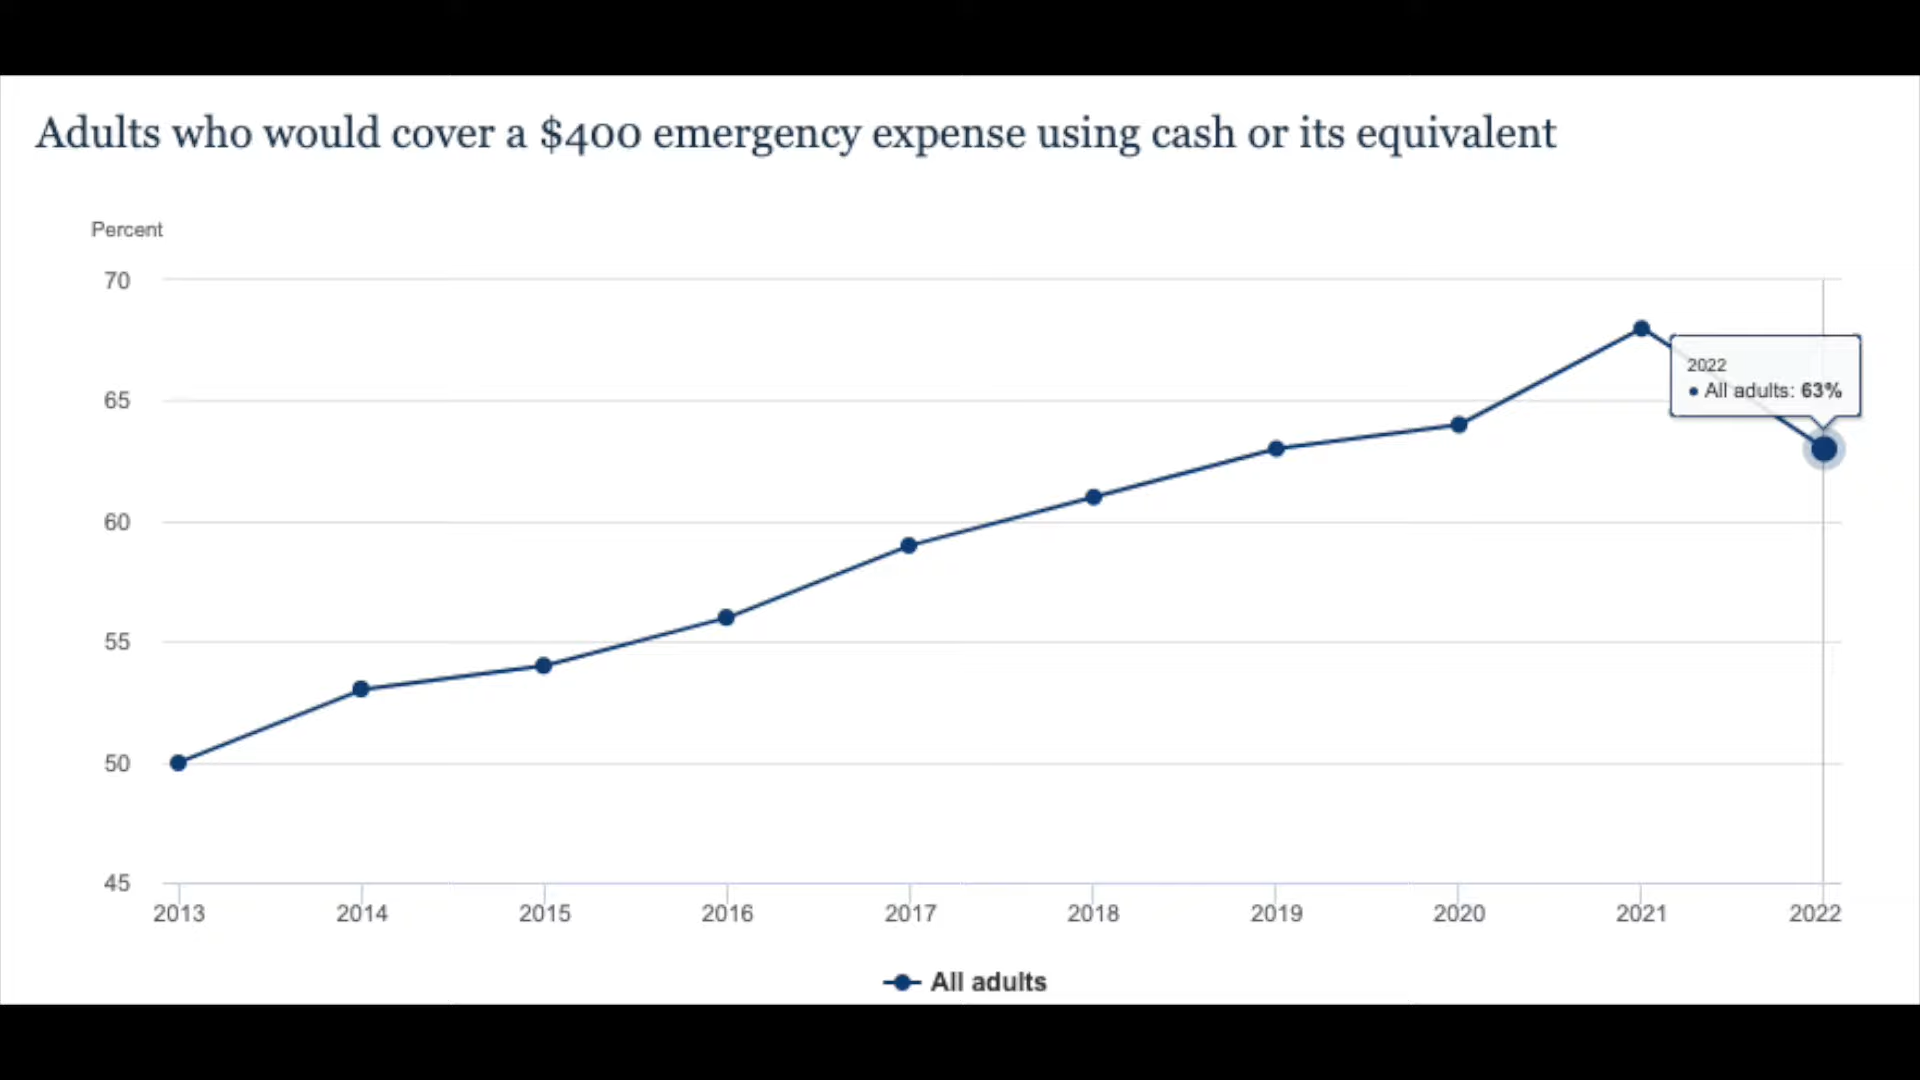 Adults who would cover a $400 emergency expense using cash or its equivalent
Percent
70
65
60
55
50
45
2022
• All adults: 63%
2013 2014 2015 2016 2017 2018 2019 2020 2021 2022
All adults